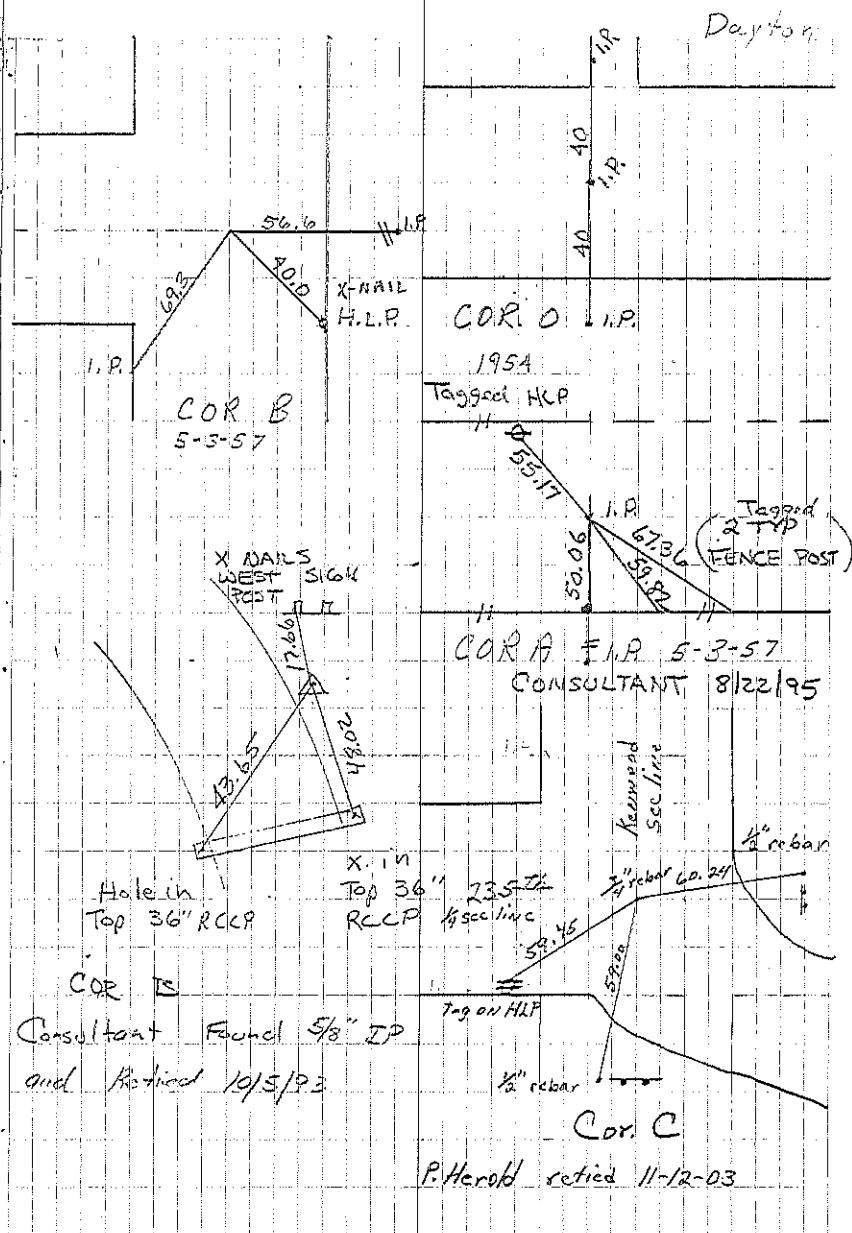 Dayton
I.P.
40
I.P.
40
COR. O I.P.
1954
56.6 I.P.
69.3
40.0
X-NAIL
H.L.P.
I.P.
COR B
5-3-57
Tagged HLP
55.17
I.P.
50.06
67.36
59.82
Tagged
2 TYP
FENCE POST
COR A I.P. 5-3-57
CONSULTANT 8/22/95
X NAILS
WEST SIGN
POST
17.66
43.65
48.02
Hole in
Top 36" RCCP
X. in
Top 36"
RCCP
COR
Consultant Found 5/8" IP
and Retied 10/5/93
Kenwood
sec line
1/2" rebar
3/4" rebar 60.24
235 Th
1/4 sec line
59.45
59.00
Tag on HLP
1/2" rebar
Cor. C
P. Herold retied 11-12-03